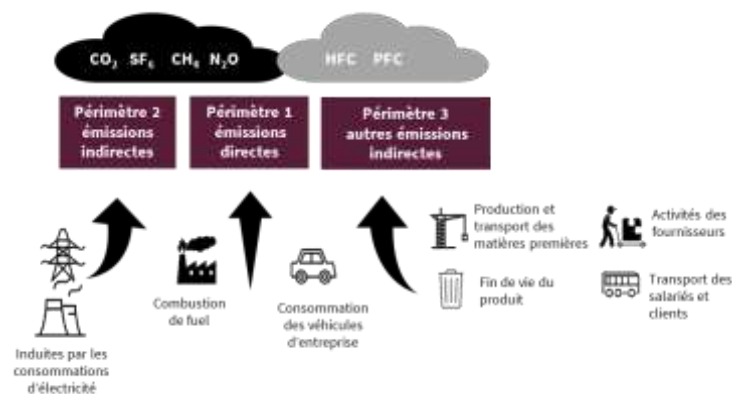 CO₂ SF₆ CH₄ N₂O
HFC PFC
Périmètre 2
émissions
indirectes
Périmètre 1
émissions
directes
Périmètre 3
autres émissions
indirectes
Production et
transport des
matières premières
Activités des
fournisseurs
Fin de vie du
produit
Transport des
salariés et
clients
Combustion
de fuel
Consommation
des véhicules
d'entreprise
Induites par les
consommations
d'électricité